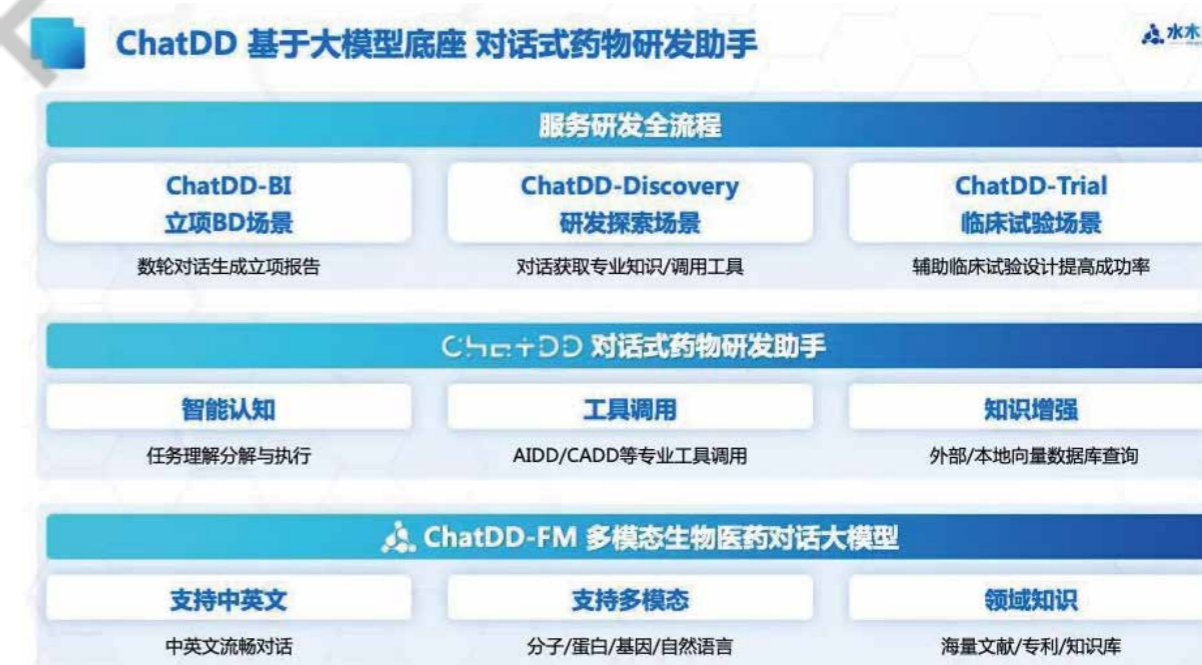 ChatDD 基于大模型底座 对话式药物研发助手
水木
服务研发全流程
ChatDD-BI
立项BD场景
数轮对话生成立项报告
ChatDD-Discovery
研发探索场景
对话获取专业知识/调用工具
ChatDD-Trial
临床试验场景
辅助临床试验设计提高成功率
ChatDD 对话式药物研发助手
智能认知
任务理解分解与执行
工具调用
AIDD/CADD等专业工具调用
知识增强
外部/本地向量数据库查询
ChatDD-FM 多模态生物医药对话大模型
支持中英文
中英文流畅对话
支持多模态
分子/蛋白/基因/自然语言
领域知识
海量文献/专利/知识库